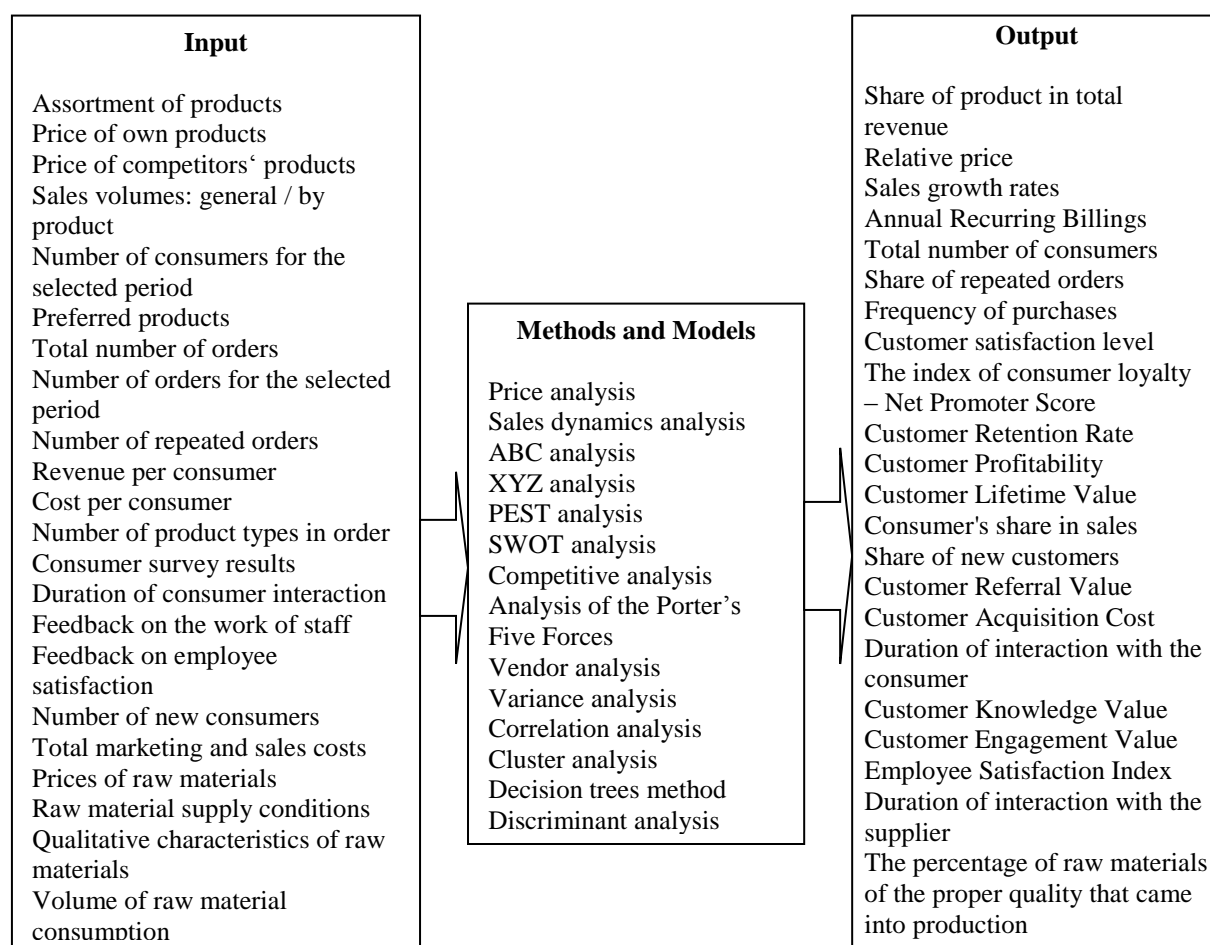 Input
Assortment of products
Price of own products
Price of competitors‘ products
Sales volumes: general / by
product
Number of consumers for the
selected period
Preferred products
Total number of orders
Number of orders for the selected
period
Number of repeated orders
Revenue per consumer
Cost per consumer
Number of product types in order
Consumer survey results
Duration of consumer interaction
Feedback on the work of staff
Feedback on employee
satisfaction
Number of new consumers
Total marketing and sales costs
Prices of raw materials
Raw material supply conditions
Qualitative characteristics of raw
materials
Volume of raw material
consumption
Methods and Models
Price analysis
Sales dynamics analysis
ABC analysis
XYZ analysis
PEST analysis
SWOT analysis
Competitive analysis
Analysis of the Porter’s
Five Forces
Vendor analysis
Variance analysis
Correlation analysis
Cluster analysis
Decision trees method
Discriminant analysis
Output
Share of product in total
revenue
Relative price
Sales growth rates
Annual Recurring Billings
Total number of consumers
Share of repeated orders
Frequency of purchases
Customer satisfaction level
The index of consumer loyalty
– Net Promoter Score
Customer Retention Rate
Customer Profitability
Customer Lifetime Value
Consumer's share in sales
Share of new customers
Customer Referral Value
Customer Acquisition Cost
Duration of interaction with the
consumer
Customer Knowledge Value
Customer Engagement Value
Employee Satisfaction Index
Duration of interaction with the
supplier
The percentage of raw materials
of the proper quality that came
into production